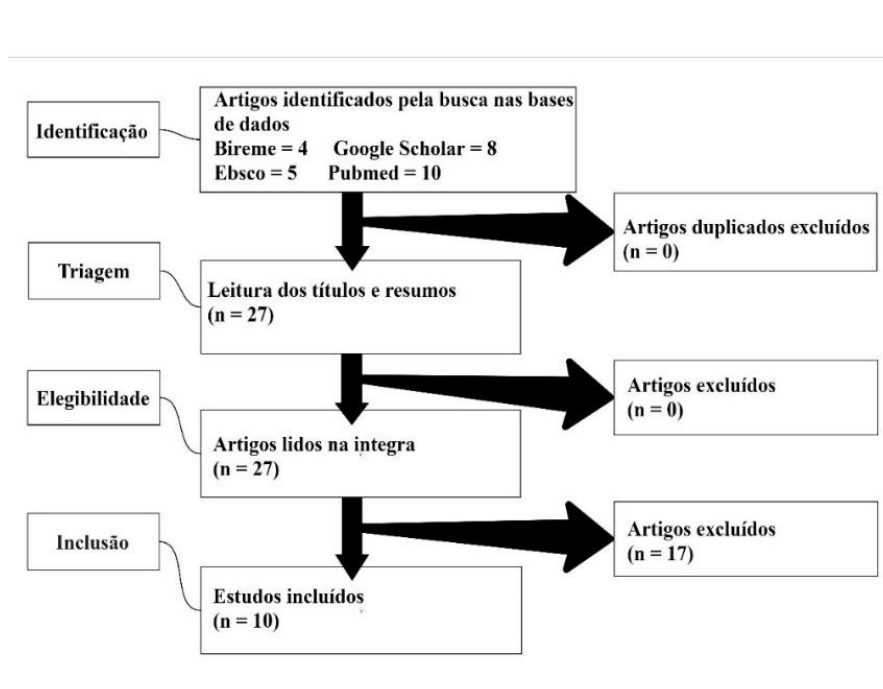 Identificação
Artigos identificados pela busca nas bases
de dados
Bireme = 4 Google Scholar = 8
Ebsco = 5 Pubmed = 10
Artigos duplicados excluídos
(n = 0)
Triagem
Leitura dos títulos e resumos
(n = 27)
Artigos excluídos
(n = 0)
Elegibilidade
Artigos lidos na integra
(n = 27)
Artigos excluídos
(n = 17)
Inclusão
Estudos incluídos
(n = 10)